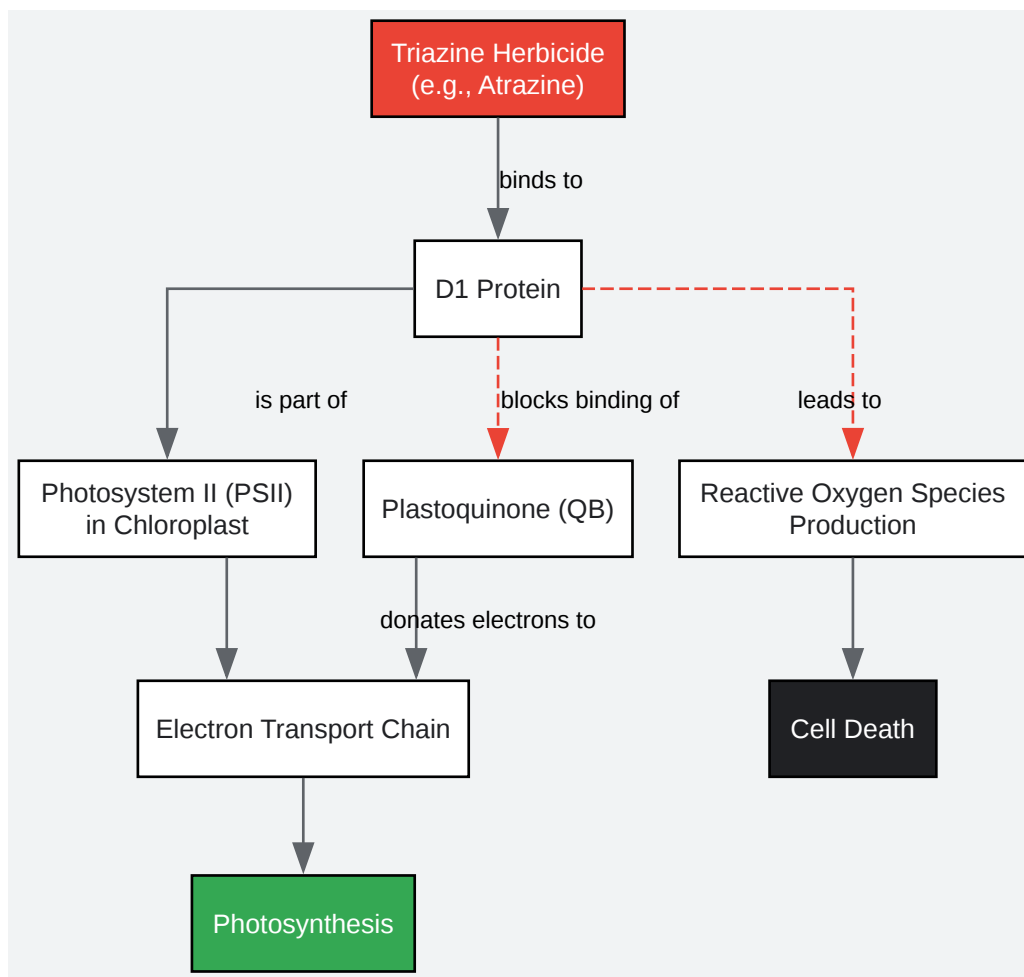 Triazine Herbicide
(e.g., Atrazine)
binds to
D1 Protein
is part of
blocks binding of
leads to
Photosystem II (PSII)
in Chloroplast
Plastoquinone (QB)
Reactive Oxygen Species
Production
donates electrons to
Electron Transport Chain
Cell Death
Photosynthesis